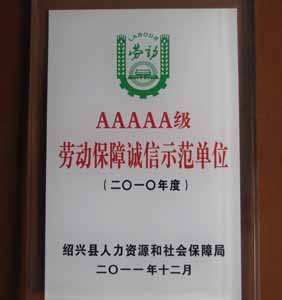 LABOUR
劳动
AAAAA级
劳动保障诚信示范单位
(二〇一〇年度)
绍兴县人力资源和社会保障局
二〇一一年十二月